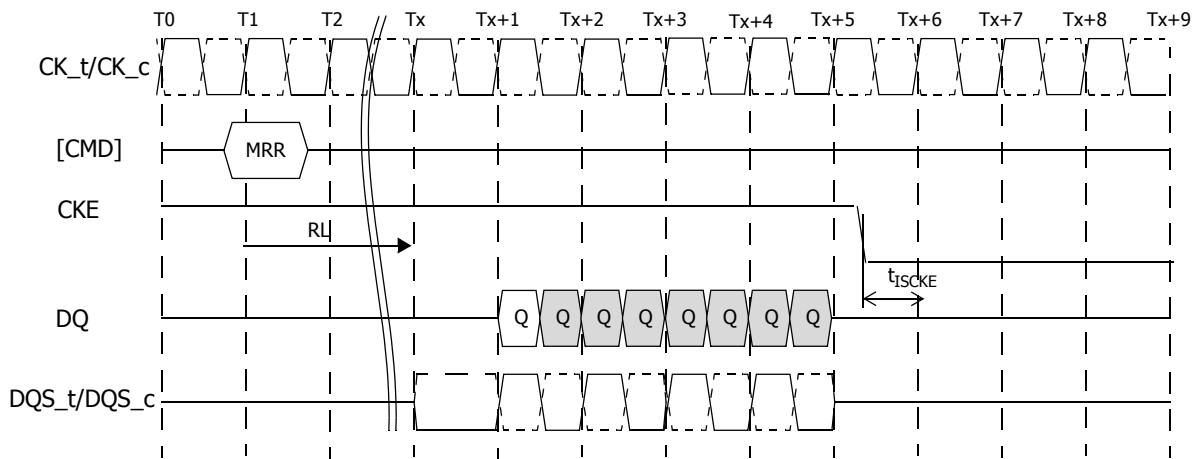 T0 T1 T2 Tx Tx+1 Tx+2 Tx+3 Tx+4 Tx+5 Tx+6 Tx+7 Tx+8 Tx+9
CK_t/CK_c
[CMD] MRR
CKE
RL
tISCKE
DQ Q Q Q Q Q Q Q Q
DQS_t/DQS_c